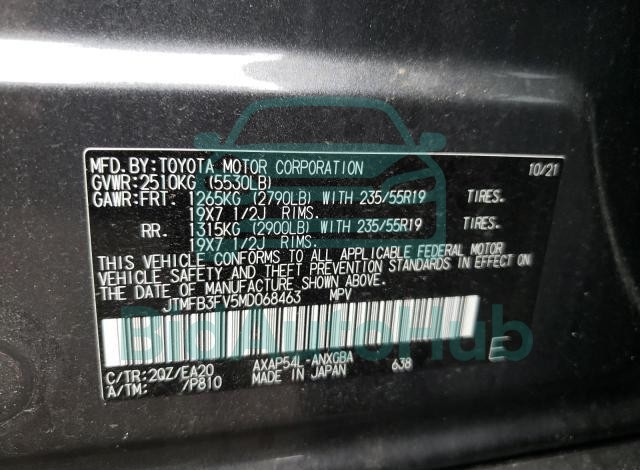 MFD.BY:TOYOTA MOTOR CORPORATION 10/21
GVWR:2510KG (5530LB)
GAWR:FRT. 1265KG (2790LB) WITH 235/55R19 TIRES.
19X7 1/2J RIMS.
RR. 1315KG (2900LB) WITH 235/55R19 TIRES.
19X7 1/2J RIMS.
THIS VEHICLE CONFORMS TO ALL APPLICABLE FEDERAL MOTOR
VEHICLE SAFETY AND THEFT PREVENTION STANDARDS IN EFFECT ON
THE DATE OF MANUFACTURE SHOWN ABOVE.
JTMFB3FV5MD068463 MPV
BidAutoHub
C/TR:2QZ/EA20 AXAP54L-ANXGBA 638 E
A/TM: /P810 MADE IN JAPAN